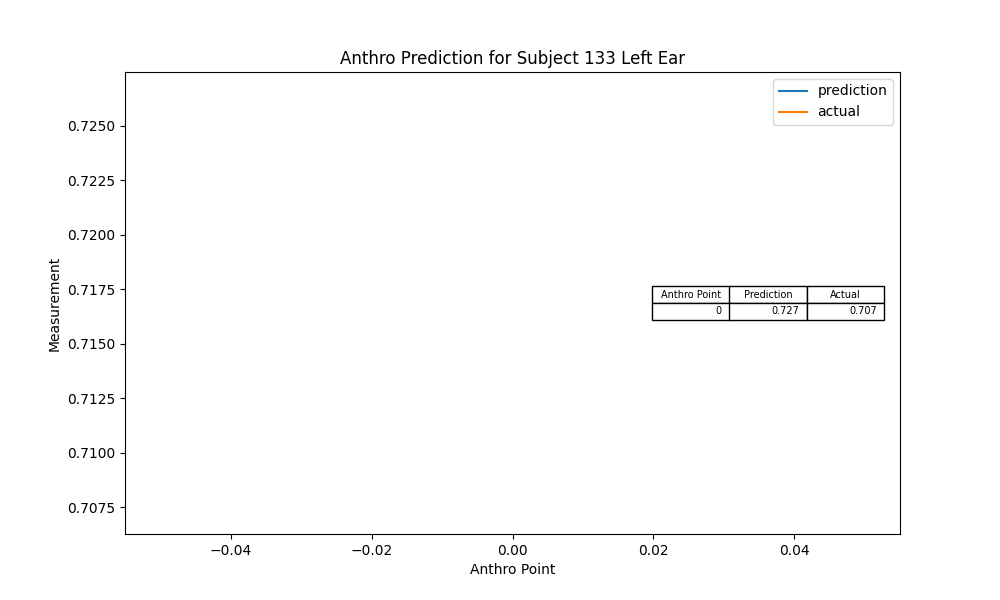 Anthro Prediction for Subject 133 Left Ear
prediction
actual
0.7250
0.7225
0.7200
0.7175
0.7150
0.7125
0.7100
0.7075
Measurement
Anthro Point Prediction Actual
0 0.727 0.707
−0.04 −0.02 0.00 0.02 0.04
Anthro Point